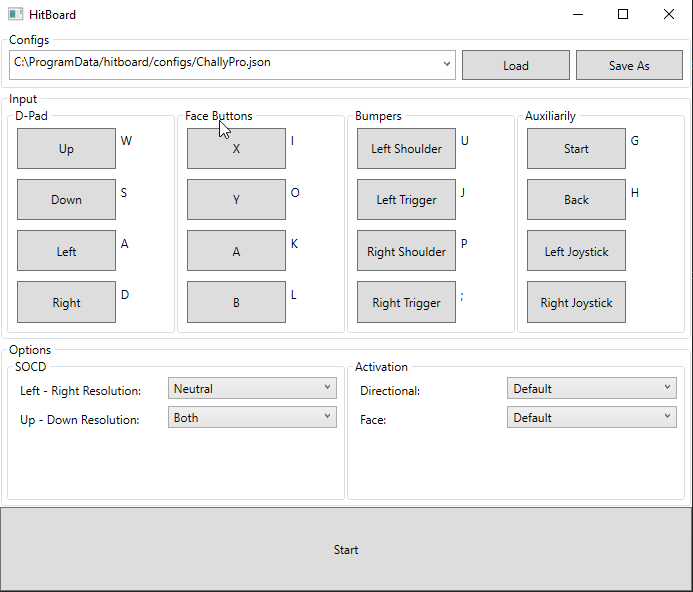 HitBoard
Configs
C:\ProgramData/hitboard/configs/ChallyPro.json
Load
Save As
Input
D-Pad
Face Buttons
Bumpers
Auxiliarily
Up W
X I
Left Shoulder U
Start G
Down S
Y O
Left Trigger J
Back H
Left A
A K
Right Shoulder P
Left Joystick
Right D
B L
Right Trigger ;
Right Joystick
Options
SOCD
Activation
Left - Right Resolution: Neutral
Directional: Default
Up - Down Resolution: Both
Face: Default
Start